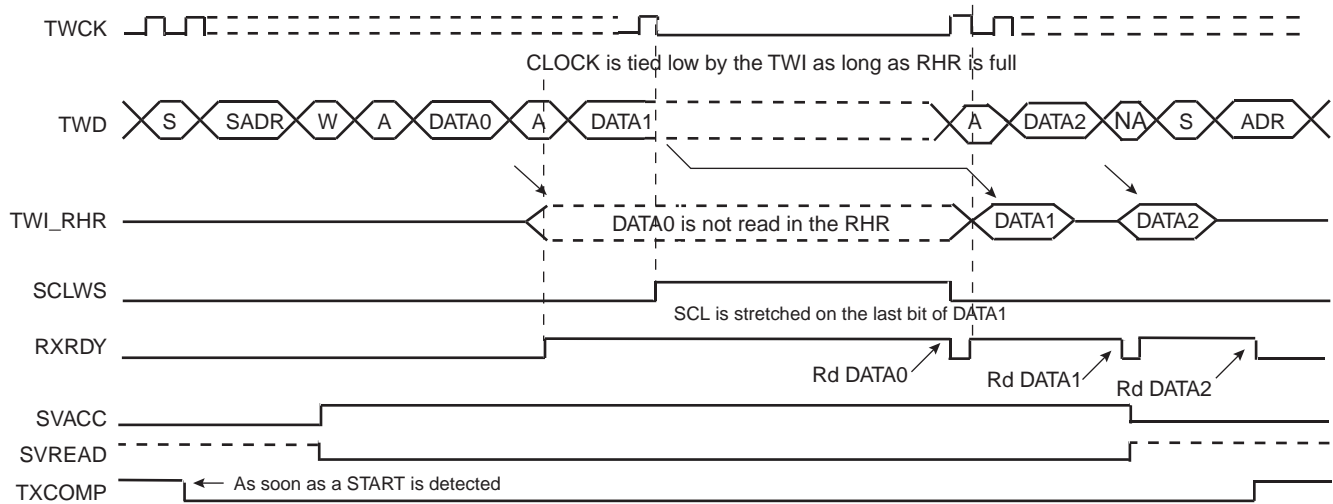 TWCK
CLOCK is tied low by the TWI as long as RHR is full
TWD
S
SADR
W
A
DATA0
A
DATA1
A
DATA2
NA
S
ADR
TWI_RHR
DATA0 is not read in the RHR
DATA1
DATA2
SCLWS
SCL is stretched on the last bit of DATA1
RXRDY
Rd DATA0
Rd DATA1
Rd DATA2
SVACC
SVREAD
TXCOMP
As soon as a START is detected